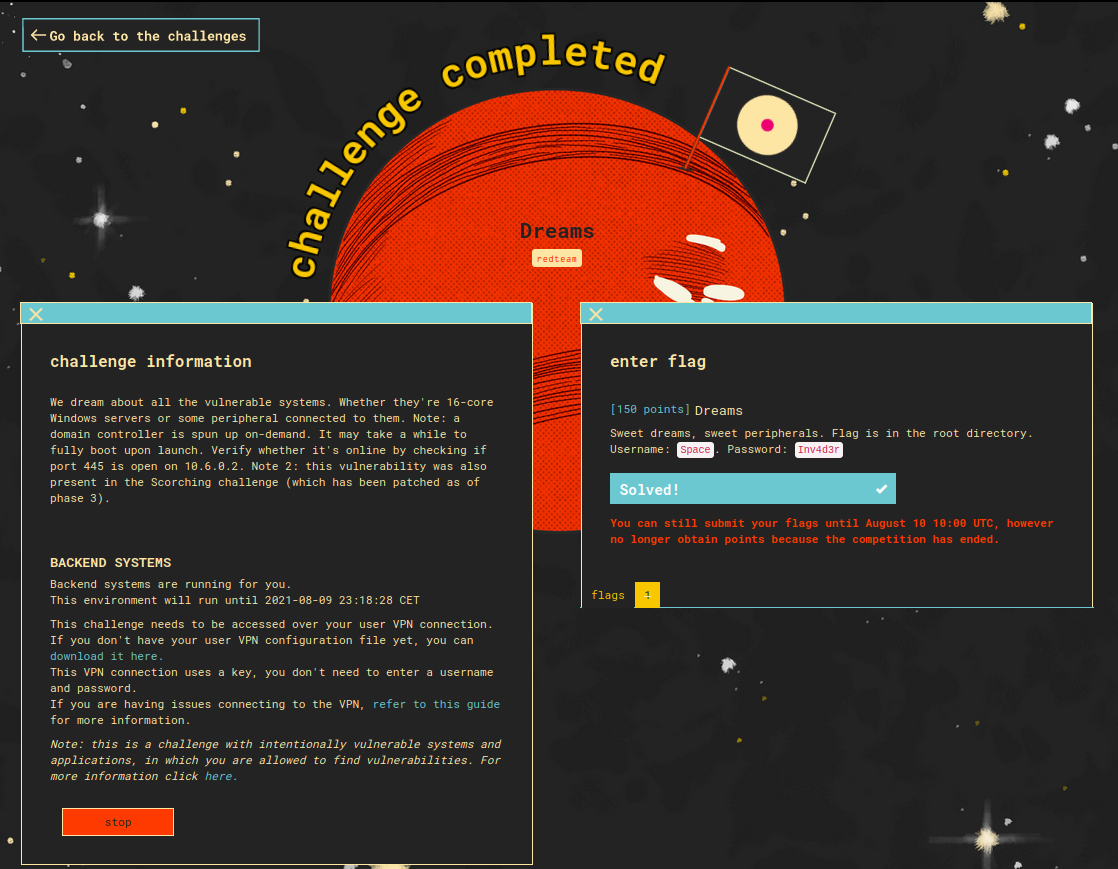 Go back to the challenges
challenge completed
Dreams
redteam
challenge information
We dream about all the vulnerable systems. Whether they're 16-core
Windows servers or some peripheral connected to them. Note: a
domain controller is spun up on-demand. It may take a while to
fully boot upon launch. Verify whether it's online by checking if
port 445 is open on 10.6.0.2. Note 2: this vulnerability was also
present in the Scorching challenge (which has been patched as of
phase 3).
BACKEND SYSTEMS
Backend systems are running for you.
This environment will run until 2021-08-09 23:18:28 CET
This challenge needs to be accessed over your user VPN connection.
If you don't have your user VPN configuration file yet, you can
download it here.
This VPN connection uses a key, you don't need to enter a username
and password.
If you are having issues connecting to the VPN, refer to this guide
for more information.
Note: this is a challenge with intentionally vulnerable systems and
applications, in which you are allowed to find vulnerabilities. For
more information click here.
stop
enter flag
[150 points] Dreams
Sweet dreams, sweet peripherals. Flag is in the root directory.
Username: Space. Password: Inv4d3r
Solved!
You can still submit your flags until August 10 10:00 UTC, however
no longer obtain points because the competition has ended.
flags 1